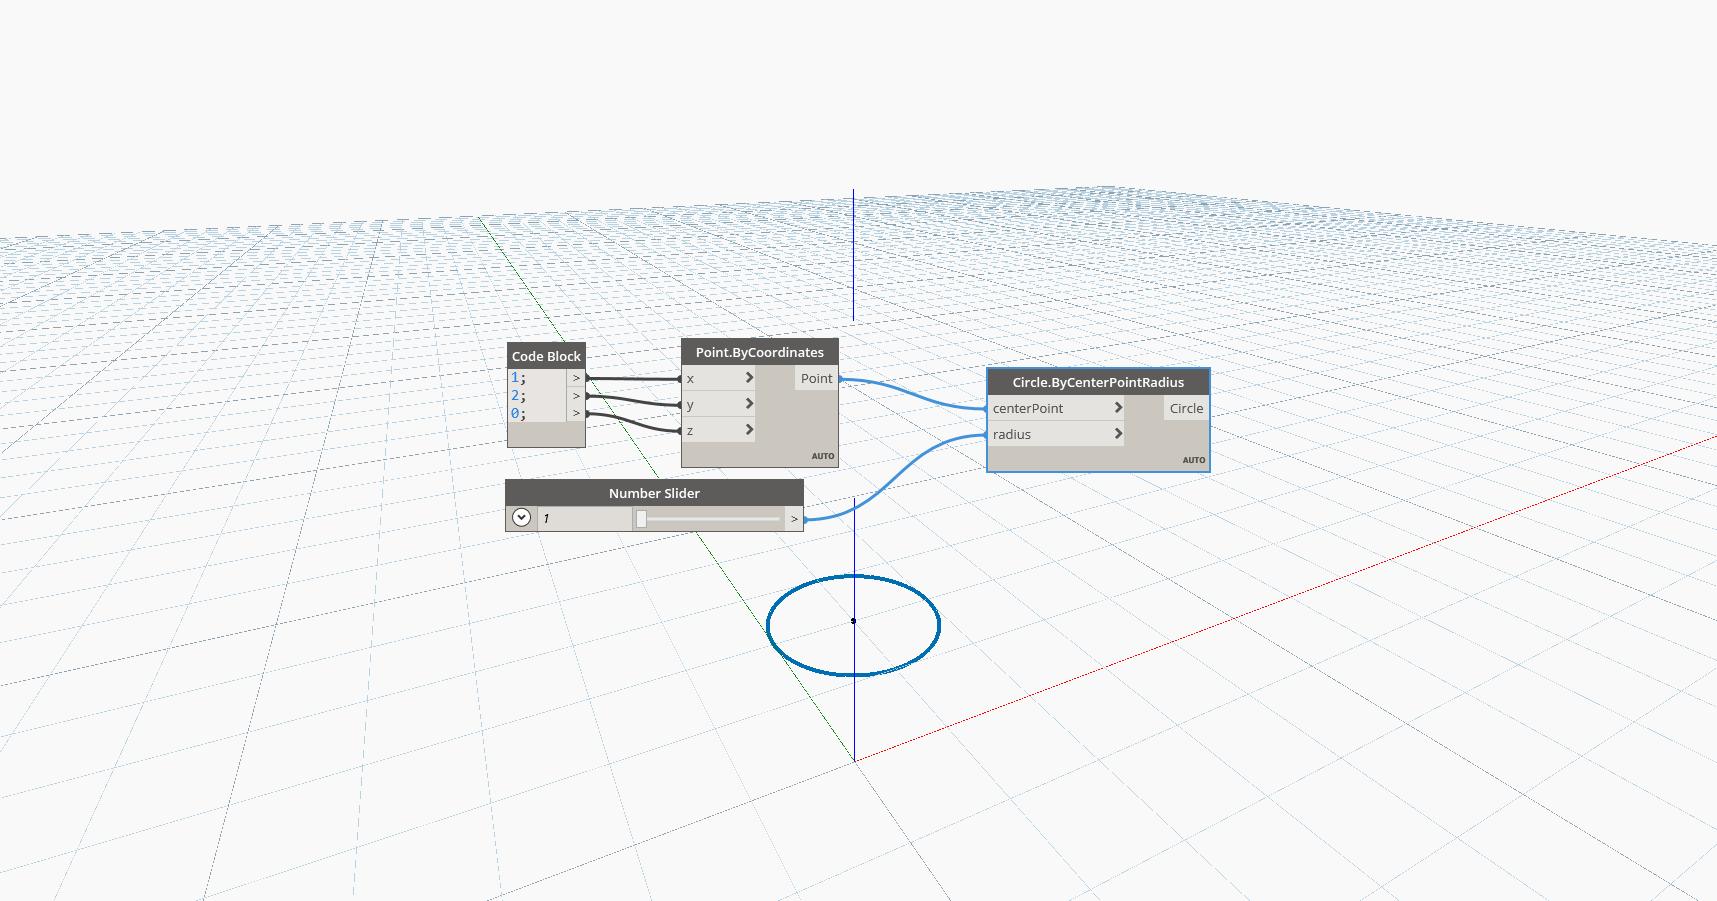 Code Block
1; >
2; >
0; >
Point.ByCoordinates
x > Point
y >
z >
AUTO
Circle.ByCenterPointRadius
centerPoint > Circle
radius >
AUTO
Number Slider
1 >